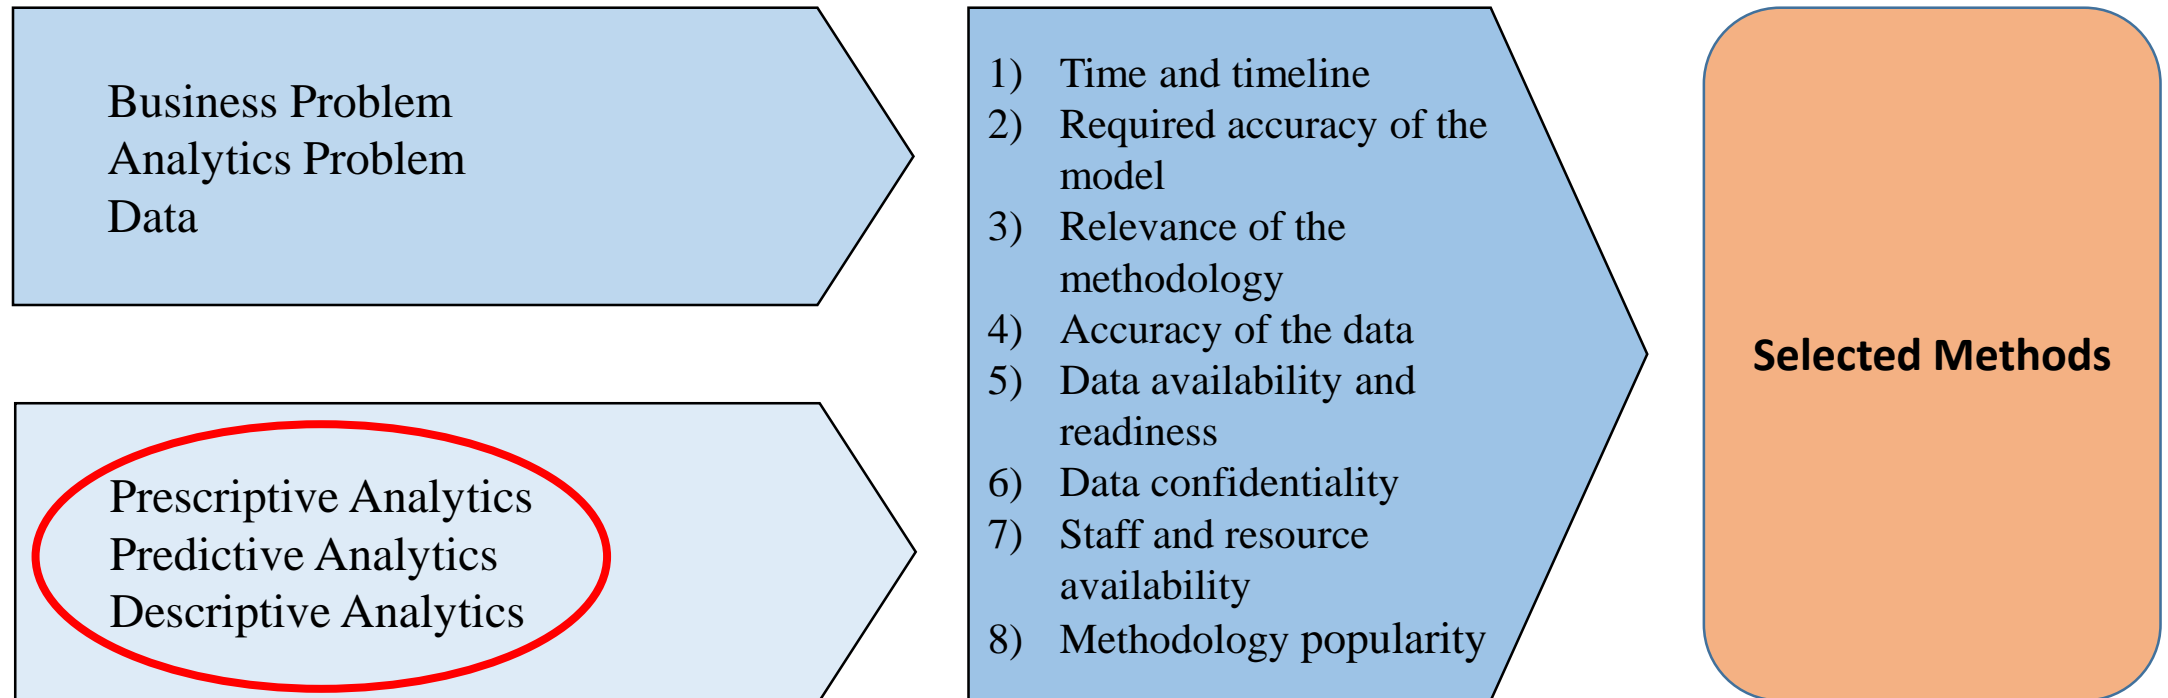 Business Problem
Analytics Problem
Data
Prescriptive Analytics
Predictive Analytics
Descriptive Analytics
1) Time and timeline
2) Required accuracy of the
model
3) Relevance of the
methodology
4) Accuracy of the data
5) Data availability and
readiness
6) Data confidentiality
7) Staff and resource
availability
8) Methodology popularity
Selected Methods